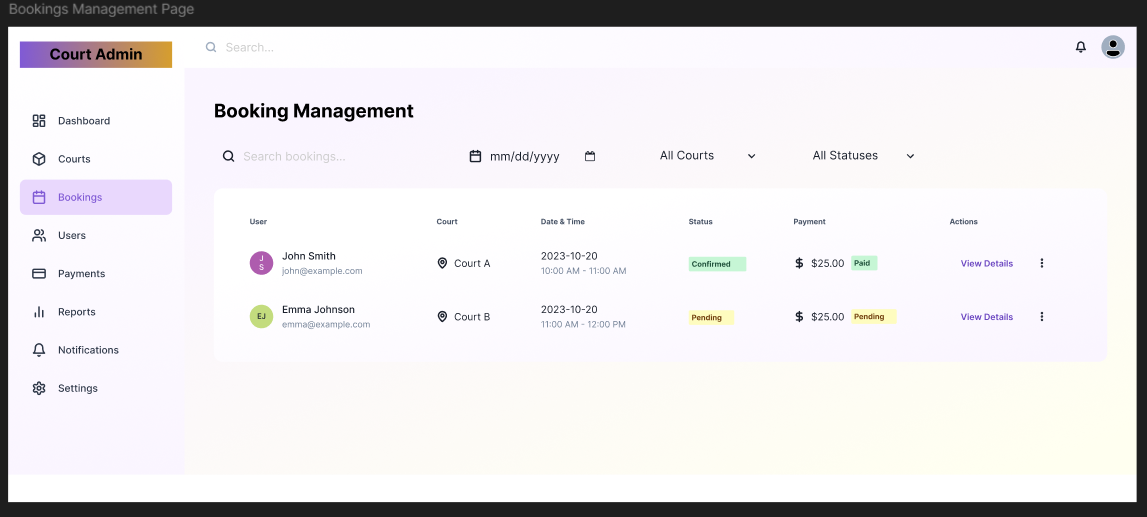 Bookings Management Page
Court Admin
Search...
Dashboard
Courts
Bookings
Users
Payments
Reports
Notifications
Settings
Booking Management
Search bookings... mm/dd/yyyy All Courts All Statuses
User Court Date & Time Status Payment Actions
JS John Smith Court A 2023-10-20 Confirmed $ $25.00 Paid View Details
john@example.com 10:00 AM - 11:00 AM
EJ Emma Johnson Court B 2023-10-20 Pending $ $25.00 Pending View Details
emma@example.com 11:00 AM - 12:00 PM